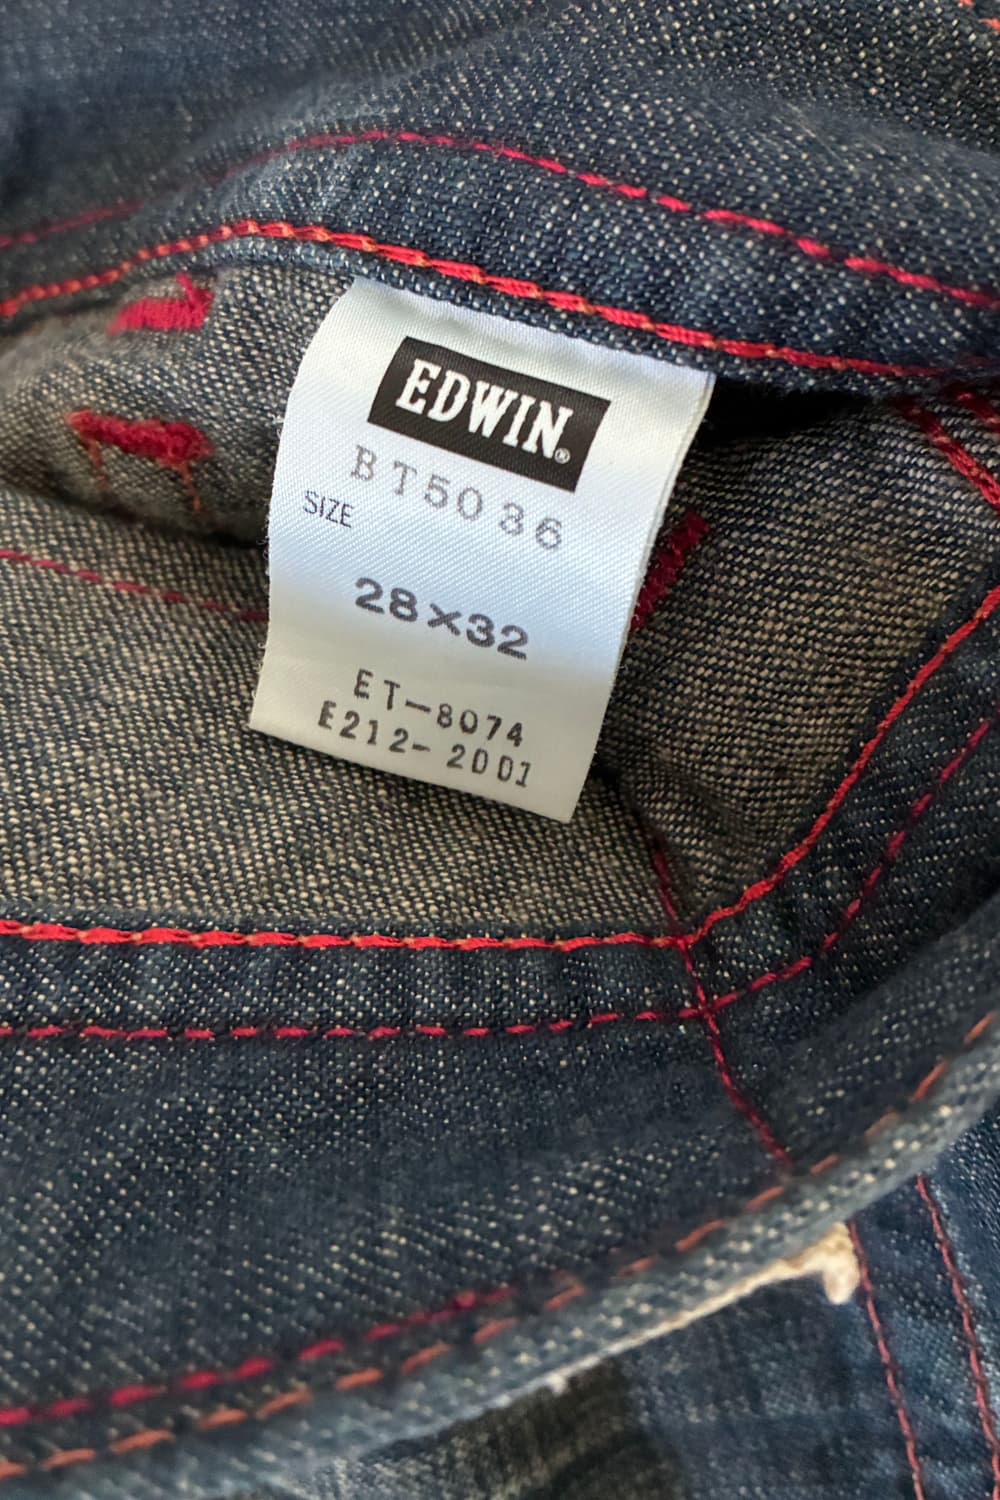 EDWIN®
BT5036
SIZE
28×32
ET-8074
E212-2001